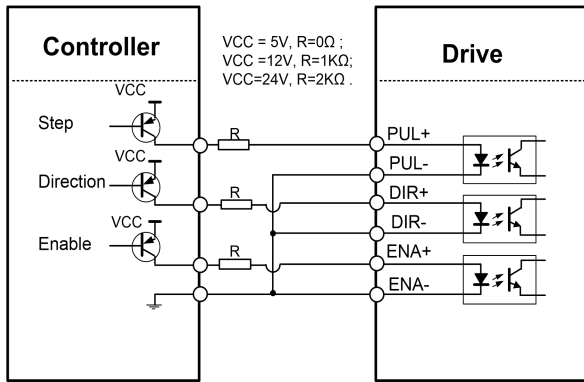 Controller
VCC = 5V, R=0Ω ;
VCC =12V, R=1KΩ;
VCC=24V, R=2KΩ .
Drive
VCC
Step
R
PUL+
VCC
PUL-
Direction
R
DIR+
VCC
DIR-
Enable
R
ENA+
ENA-